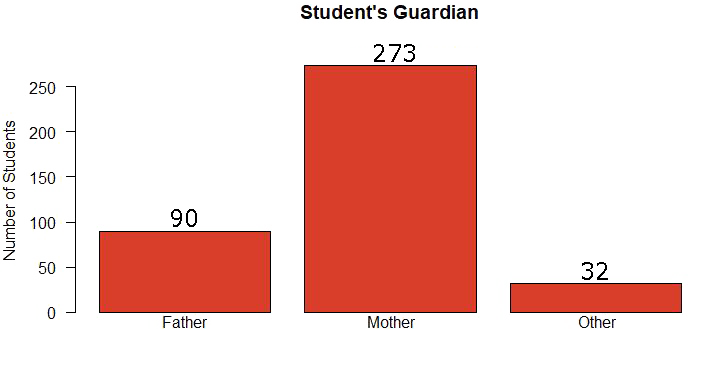 Student's Guardian
273
250
200
150
100
50
0
Number of Students
90
32
Father
Mother
Other